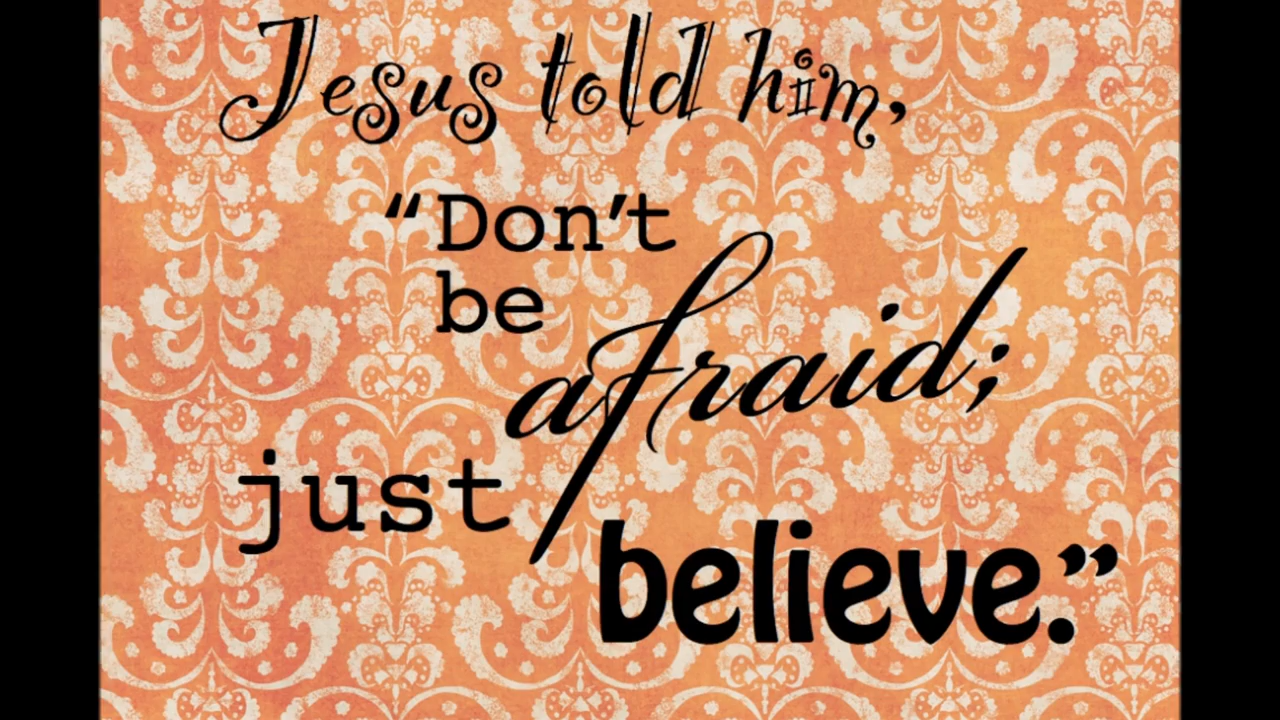 Jesus told him,
“Don’t
be
afraid;
just
believe.”